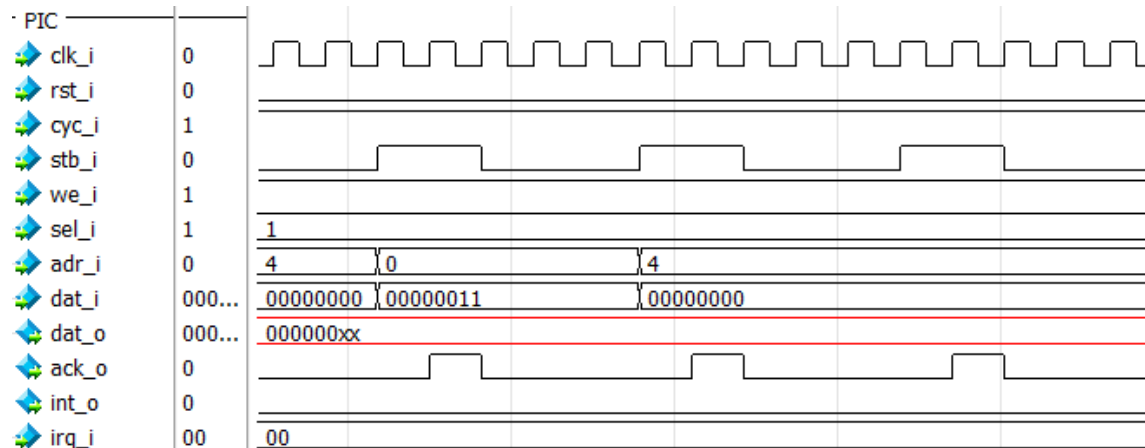 PIC
clk_i 0
rst_i 0
cyc_i 1
stb_i 0
we_i 1
sel_i 1 1
adr_i 0 4 0 4
dat_i 000... 00000000 00000011 00000000
dat_o 000... 000000xx
ack_o 0
int_o 0
irq_i 00 00